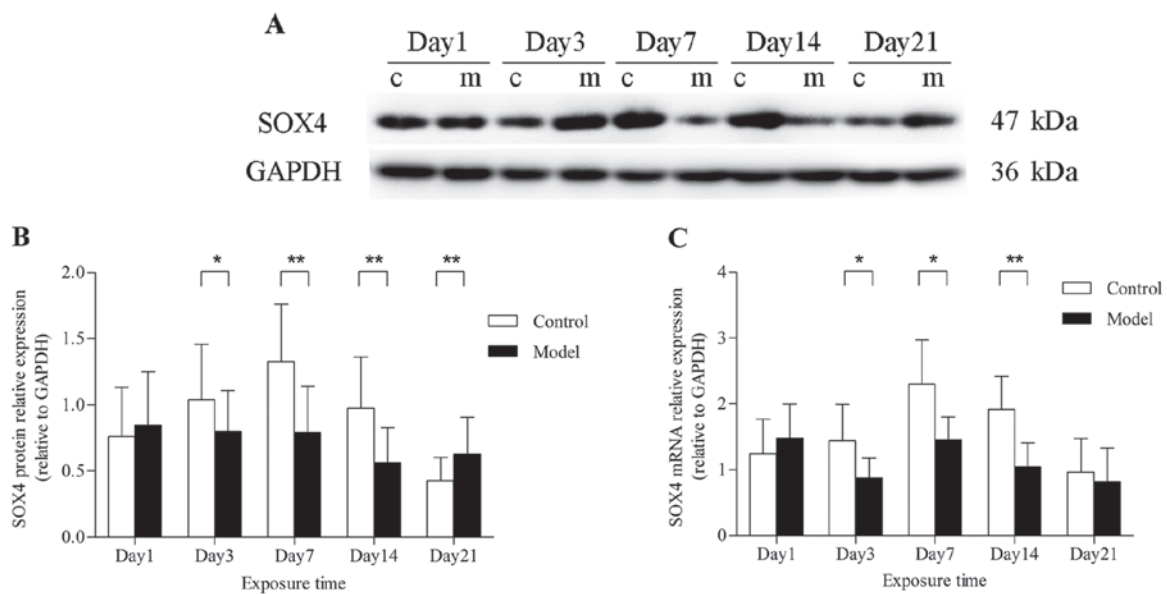 A
Day1 Day3 Day7 Day14 Day21
c m c m c m c m c m
SOX4 47 kDa
GAPDH 36 kDa
B
* ** ** **
SOX4 protein relative expression
(relative to GAPDH)
2.0
1.5
1.0
0.5
0.0
Control
Model
Day1 Day3 Day7 Day14 Day21
Exposure time
C
* * **
SOX4 mRNA relative expression
(relative to GAPDH)
4
3
2
1
0
Control
Model
Day1 Day3 Day7 Day14 Day21
Exposure time